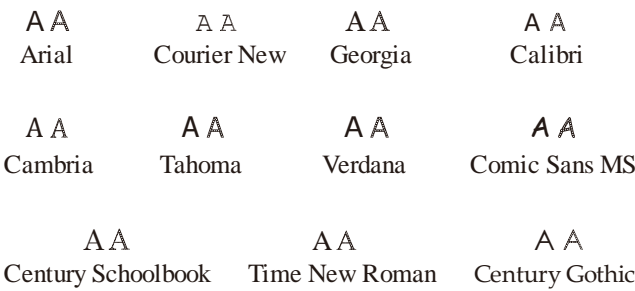 A A A A A A A A
Arial Courier New Georgia Calibri
A A A A A A A A
Cambria Tahoma Verdana Comic Sans MS
A A A A A A
Century Schoolbook Time New Roman Century Gothic